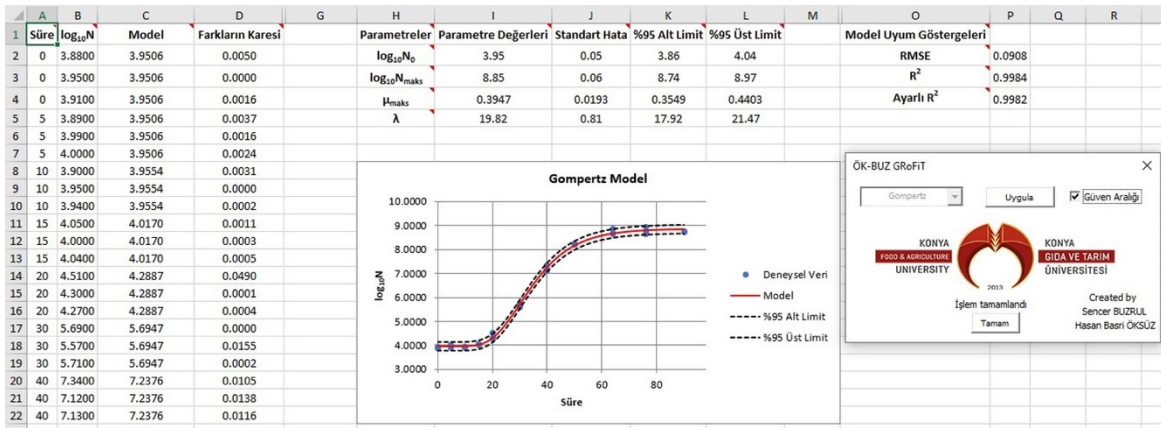 A B C D G H I J K L M O P Q R
1 Süre log₁₀N Model Farkların Karesi Parametreler Parametre Değerleri Standart Hata %95 Alt Limit %95 Üst Limit Model Uyum Göstergeleri
2 0 3.8800 3.9506 0.0050 log₁₀N₀ 3.95 0.05 3.86 4.04 RMSE 0.0908
3 0 3.9500 3.9506 0.0000 log₁₀Nₘₐₖₛ 8.85 0.06 8.74 8.97 R² 0.9984
4 0 3.9100 3.9506 0.0016 μₘₐₖₛ 0.3947 0.0193 0.3549 0.4403 Ayarlı R² 0.9982
5 5 3.8900 3.9506 0.0037 λ 19.82 0.81 17.92 21.47
6 5 3.9900 3.9506 0.0016
7 5 4.0000 3.9506 0.0024
8 10 3.9000 3.9554 0.0031
9 10 3.9500 3.9554 0.0000
10 10 3.9400 3.9554 0.0002
11 15 4.0500 4.0170 0.0011
12 15 4.0000 4.0170 0.0003
13 15 4.0400 4.0170 0.0005
14 20 4.5100 4.2887 0.0490
15 20 4.3000 4.2887 0.0001
16 20 4.2700 4.2887 0.0004
17 30 5.6900 5.6947 0.0000
18 30 5.5700 5.6947 0.0155
19 30 5.7100 5.6947 0.0002
20 40 7.3400 7.2376 0.0105
21 40 7.1200 7.2376 0.0138
22 40 7.1300 7.2376 0.0116
Gompertz Model
10.0000
9.0000
8.0000
7.0000
6.0000
5.0000
4.0000
3.0000
log₁₀N
0 20 40 60 80
Süre
Deneysel Veri
Model
%95 Alt Limit
%95 Üst Limit
ÖK-BUZ GRoFiT
Gompertz Uygula Güven Aralığı
KONYA
FOOD & AGRICULTURE
UNIVERSITY
2013
KONYA
GIDA VE TARIM
ÜNİVERSİTESİ
İşlem tamamlandı
Tamam
Created by
Sencer BUZRUL
Hasan Basri ÖKSÜZ